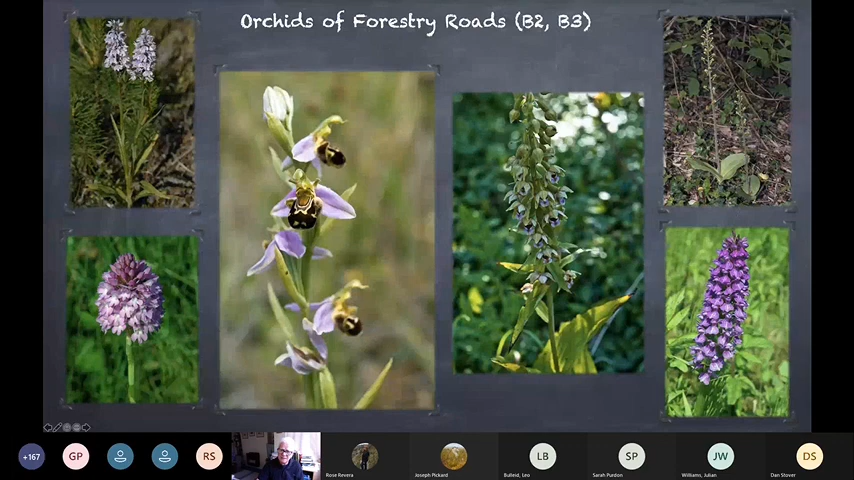 Orchids of Forestry Roads (B2, B3)
+167
GP
RS
Rose Revera
Joseph Pickard
LB
Bulleid, Leo
SP
Sarah Purdon
JW
Williams, Julian
DS
Dan Stover